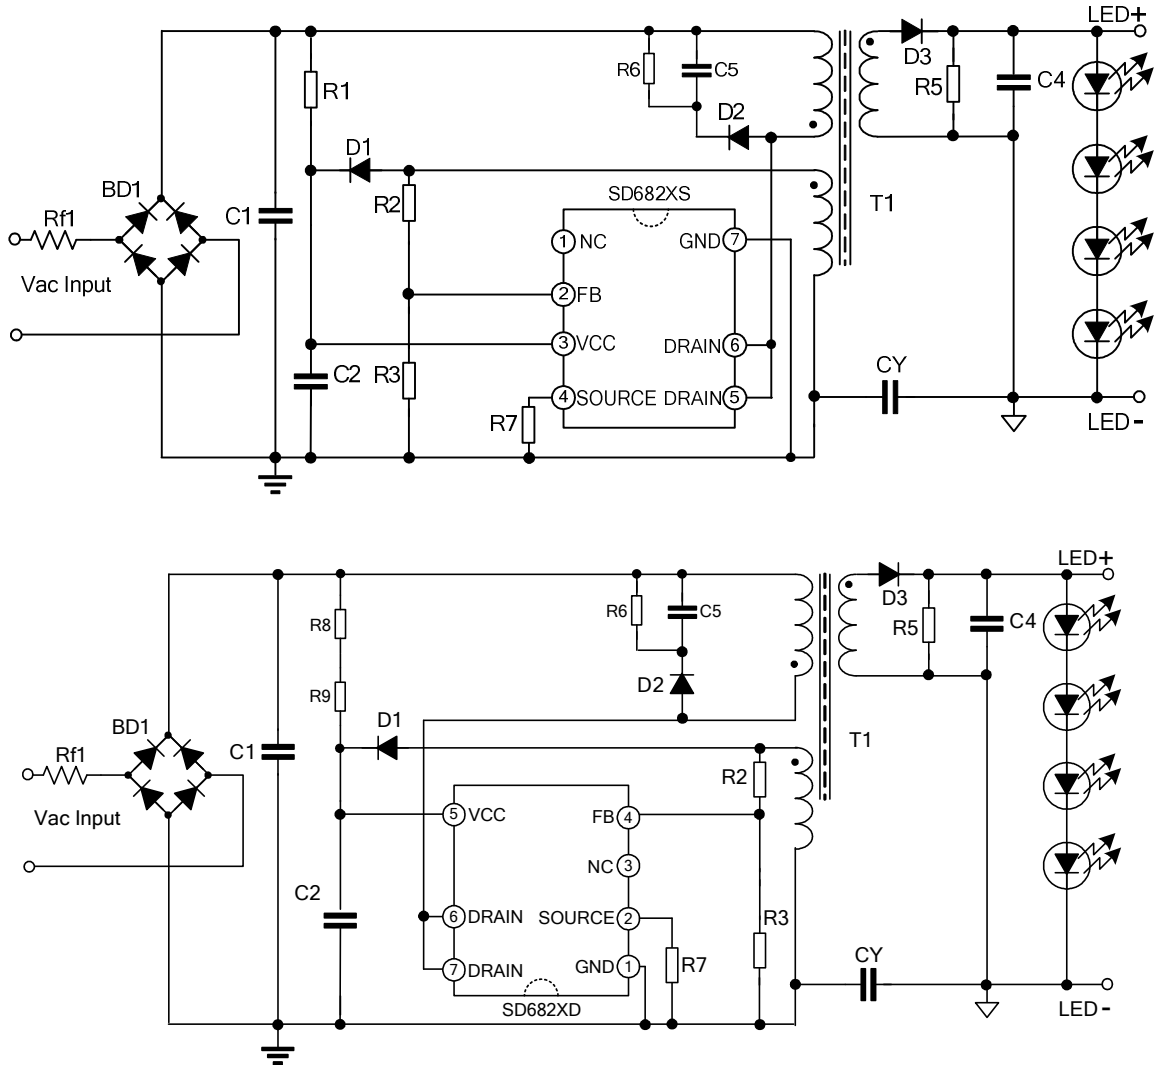 LED+
D3
R6
C5
R1
R5
C4
D2
D1
BD1
SD682XS
R2
T1
Rf1
C1
1 NC
GND 7
Vac Input
2 FB
3 VCC
DRAIN 6
C2
R3
CY
4 SOURCE
DRAIN 5
R7
LED-
LED+
D3
R6
C5
R8
R5
C4
R9
D2
D1
BD1
T1
C1
Rf1
R2
5 VCC
FB 4
Vac Input
NC 3
C2
6 DRAIN
SOURCE 2
R3
CY
7 DRAIN
GND 1
R7
SD682XD
LED-